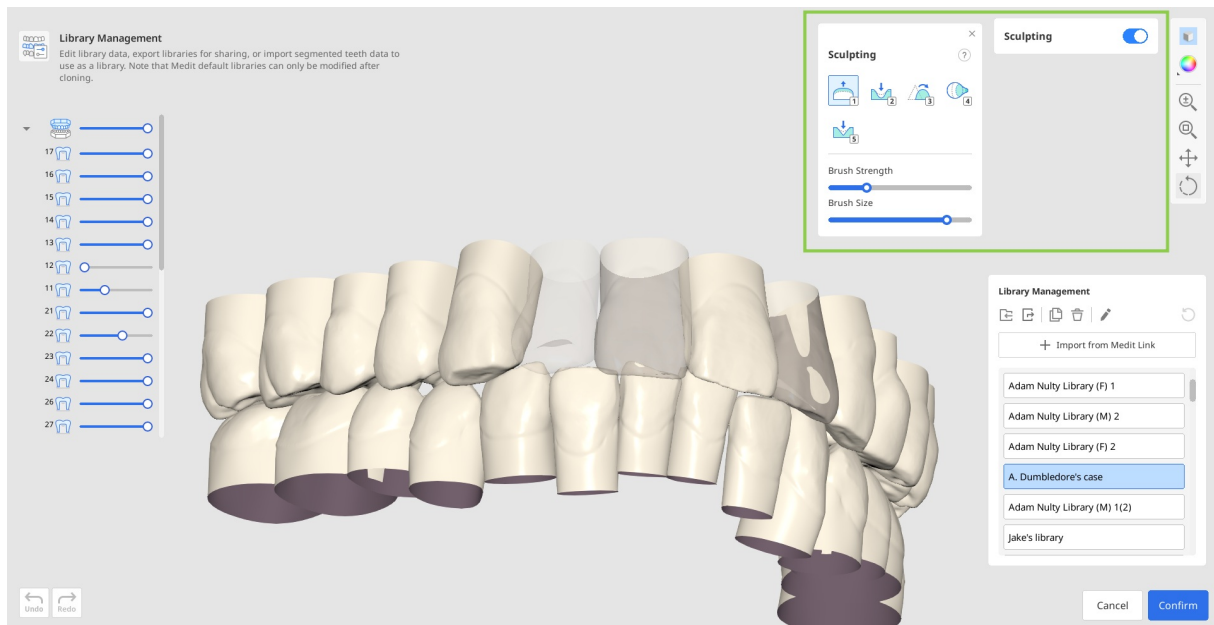 Library Management
Edit library data, export libraries for sharing, or import segmented teeth data to
use as a library. Note that Medit default libraries can only be modified after
cloning.
17
16
15
14
13
12
11
21
22
23
24
26
27
Sculpting
?
1
2
3
4
5
Brush Strength
Brush Size
Sculpting
Library Management
Import from Medit Link
Adam Nulty Library (F) 1
Adam Nulty Library (M) 2
Adam Nulty Library (F) 2
A. Dumbledore's case
Adam Nulty Library (M) 1(2)
Jake's library
Undo
Redo
Cancel
Confirm